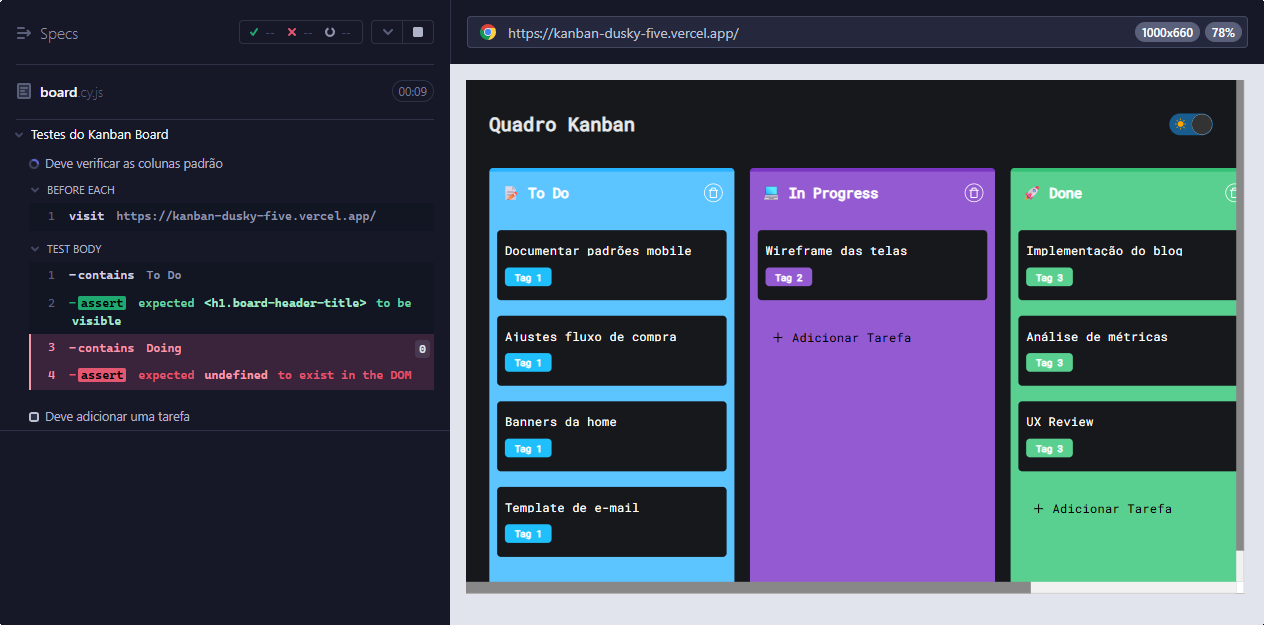 Specs
-- -- --
https://kanban-dusky-five.vercel.app/
1000x660
78%
board.cy.js
00:09
Testes do Kanban Board
Deve verificar as colunas padrão
BEFORE EACH
1 visit https://kanban-dusky-five.vercel.app/
TEST BODY
1 -contains To Do
2 -assert expected <h1.board-header-title> to be
visible
3 -contains Doing 0
4 -assert expected undefined to exist in the DOM
Deve adicionar uma tarefa
Quadro Kanban
To Do
Documentar padrões mobile
Tag 1
Ajustes fluxo de compra
Tag 1
Banners da home
Tag 1
Template de e-mail
Tag 1
In Progress
Wireframe das telas
Tag 2
+ Adicionar Tarefa
Done
Implementação do blog
Tag 3
Análise de métricas
Tag 3
UX Review
Tag 3
+ Adicionar Tarefa